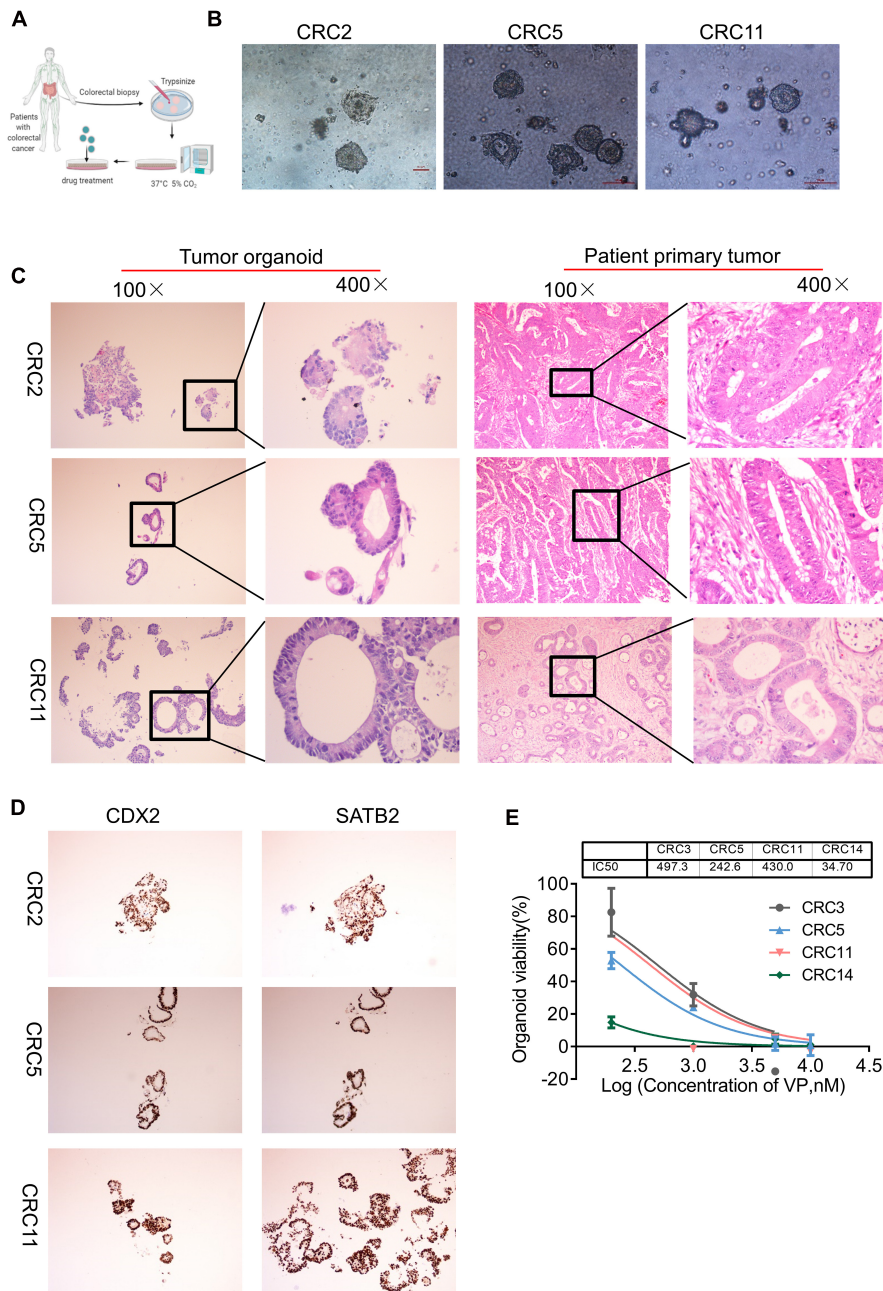 A
Colorectal biopsy
Trypsinize
Patients
with
colorectal
cancer
drug treatment
37°C 5% CO₂
B
CRC2
CRC5
CRC11
C
Tumor organoid
Patient primary tumor
100×
400×
100×
400×
CRC2
CRC5
CRC11
D
CDX2
SATB2
CRC2
CRC5
CRC11
E
CRC3 CRC5 CRC11 CRC14
IC50 497.3 242.6 430.0 34.70
Organoid viability(%)
100
80
60
40
20
0
-20
CRC3
CRC5
CRC11
CRC14
2.5 3.0 3.5 4.0 4.5
Log (Concentration of VP,nM)